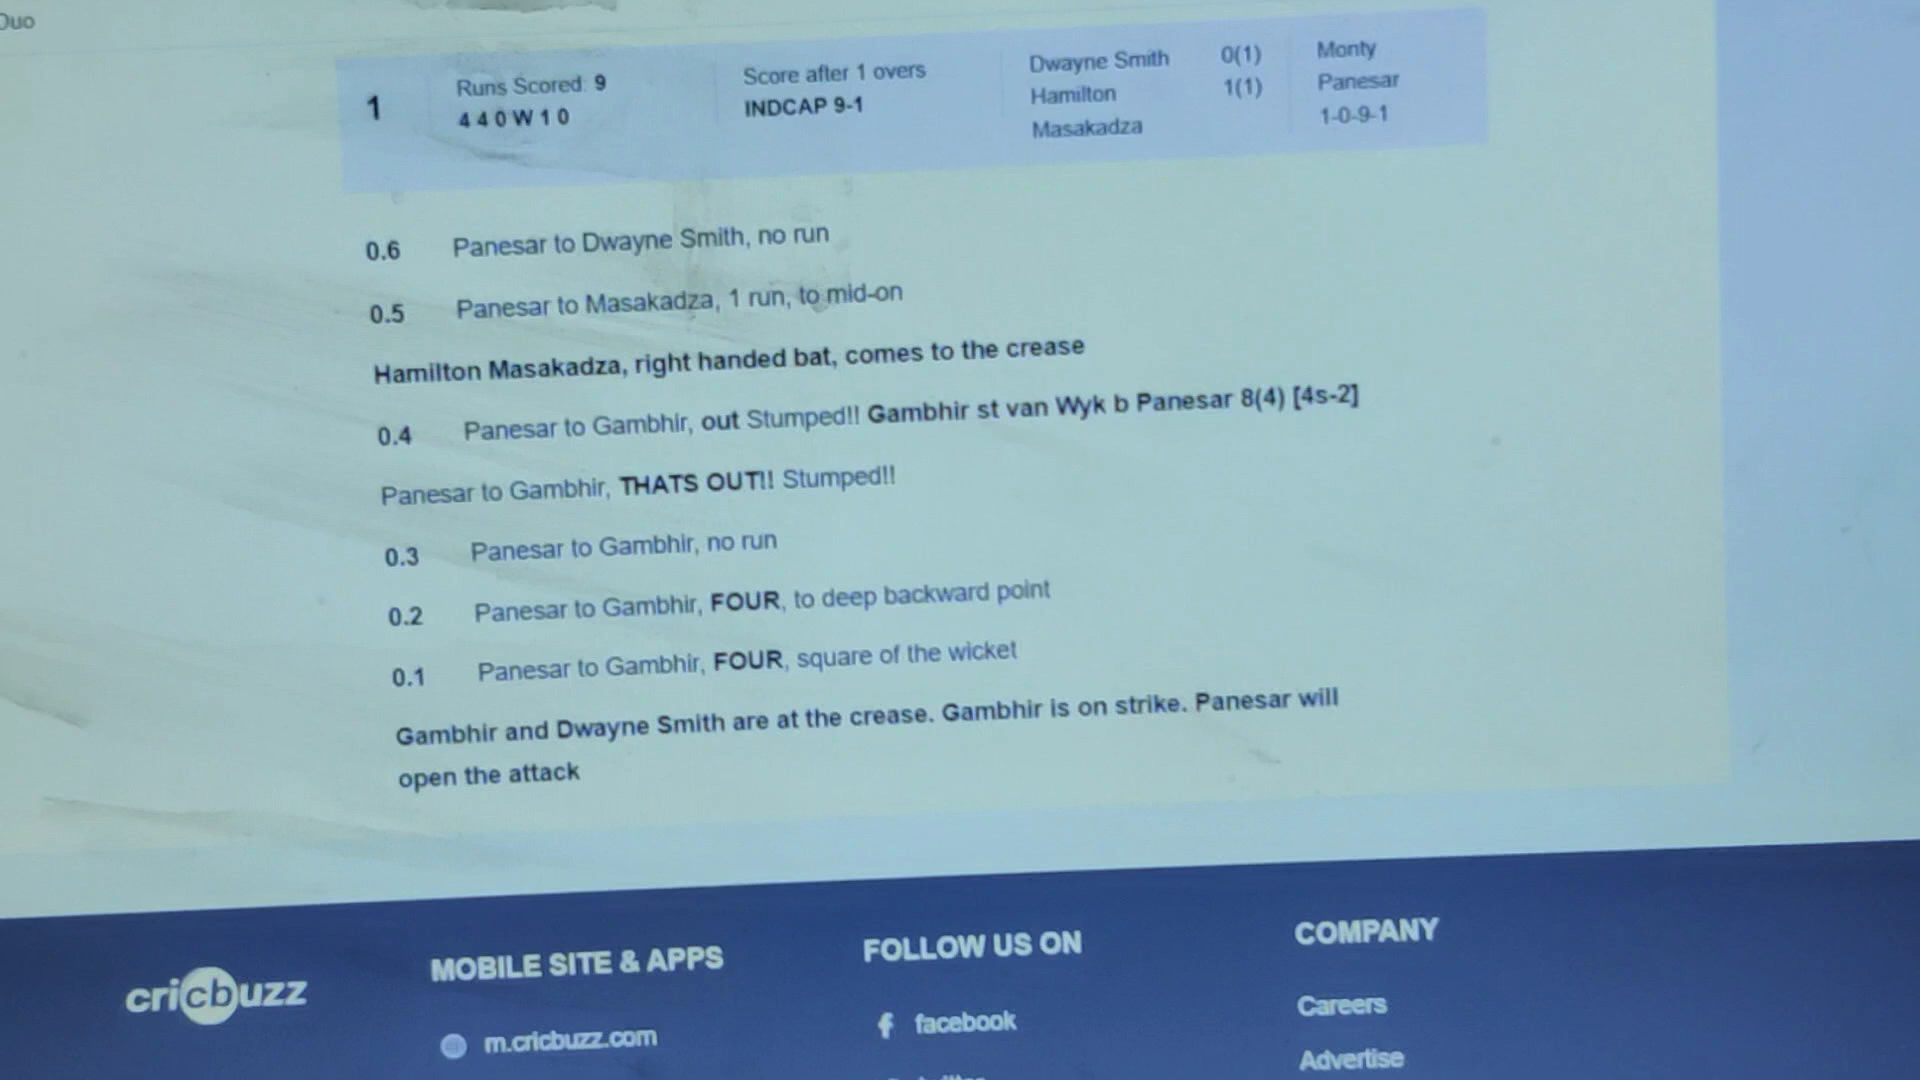 Duo
1
Runs Scored: 9
4 4 0 W 1 0
Score after 1 overs
INDCAP 9-1
Dwayne Smith 0(1)
Hamilton 1(1)
Masakadza
Monty
Panesar
1-0-9-1
0.6 Panesar to Dwayne Smith, no run
0.5 Panesar to Masakadza, 1 run, to mid-on
Hamilton Masakadza, right handed bat, comes to the crease
0.4 Panesar to Gambhir, out Stumped!! Gambhir st van Wyk b Panesar 8(4) [4s-2]
Panesar to Gambhir, THATS OUT!! Stumped!!
0.3 Panesar to Gambhir, no run
0.2 Panesar to Gambhir, FOUR, to deep backward point
0.1 Panesar to Gambhir, FOUR, square of the wicket
Gambhir and Dwayne Smith are at the crease. Gambhir is on strike. Panesar will
open the attack
cricbuzz
MOBILE SITE & APPS
m.cricbuzz.com
FOLLOW US ON
facebook
COMPANY
Careers
Advertise